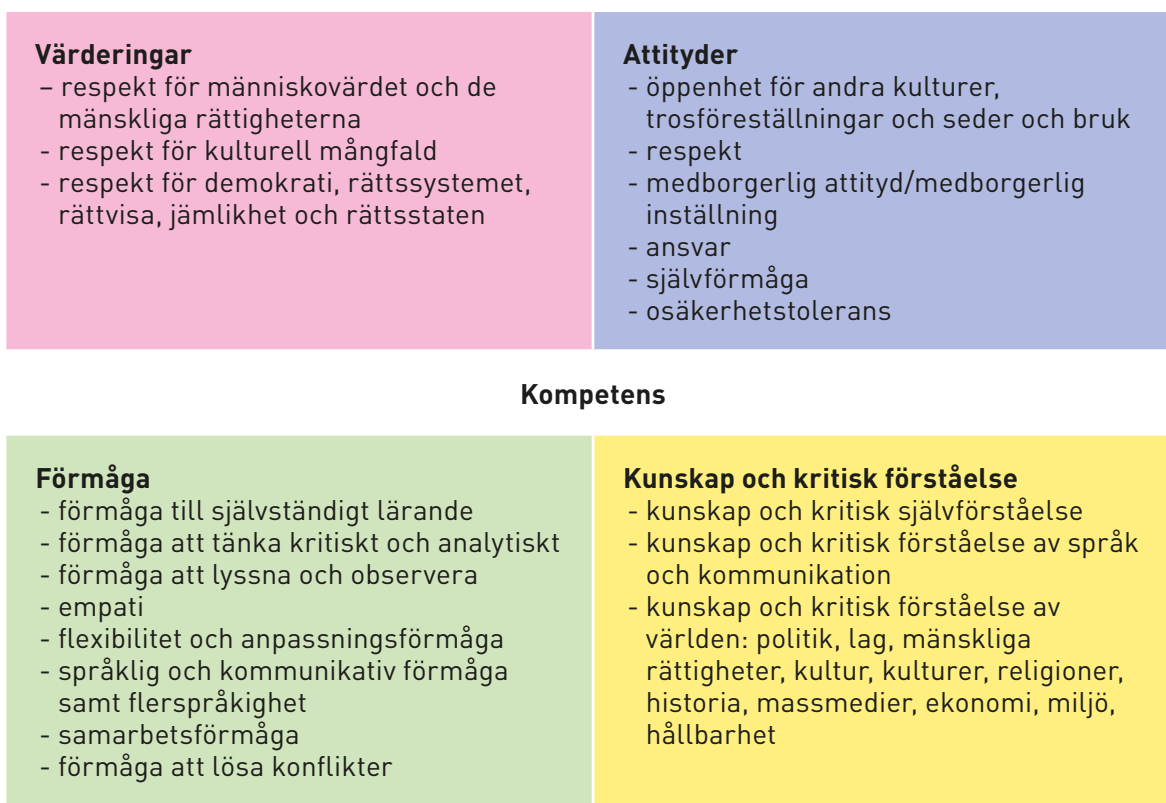 Värderingar
– respekt för människovärdet och de
mänskliga rättigheterna
- respekt för kulturell mångfald
- respekt för demokrati, rättssystemet,
rättvisa, jämlikhet och rättsstaten
Attityder
- öppenhet för andra kulturer,
trosföreställningar och seder och bruk
- respekt
- medborgerlig attityd/medborgerlig
inställning
- ansvar
- självförmåga
- osäkerhetstolerans
Kompetens
Förmåga
- förmåga till självständigt lärande
- förmåga att tänka kritiskt och analytiskt
- förmåga att lyssna och observera
- empati
- flexibilitet och anpassningsförmåga
- språklig och kommunikativ förmåga
samt flerspråkighet
- samarbetsförmåga
- förmåga att lösa konflikter
Kunskap och kritisk förståelse
- kunskap och kritisk självförståelse
- kunskap och kritisk förståelse av språk
och kommunikation
- kunskap och kritisk förståelse av
världen: politik, lag, mänskliga
rättigheter, kultur, kulturer, religioner,
historia, massmedier, ekonomi, miljö,
hållbarhet